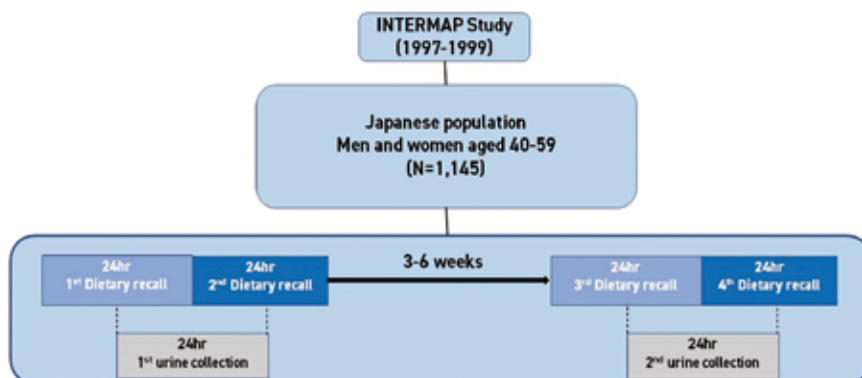 INTERMAP Study
(1997-1999)
Japanese population
Men and women aged 40-59
(N=1,145)
24hr
1st Dietary recall
24hr
2nd Dietary recall
3-6 weeks
24hr
3rd Dietary recall
24hr
4th Dietary recall
24hr
1st urine collection
24hr
2nd urine collection